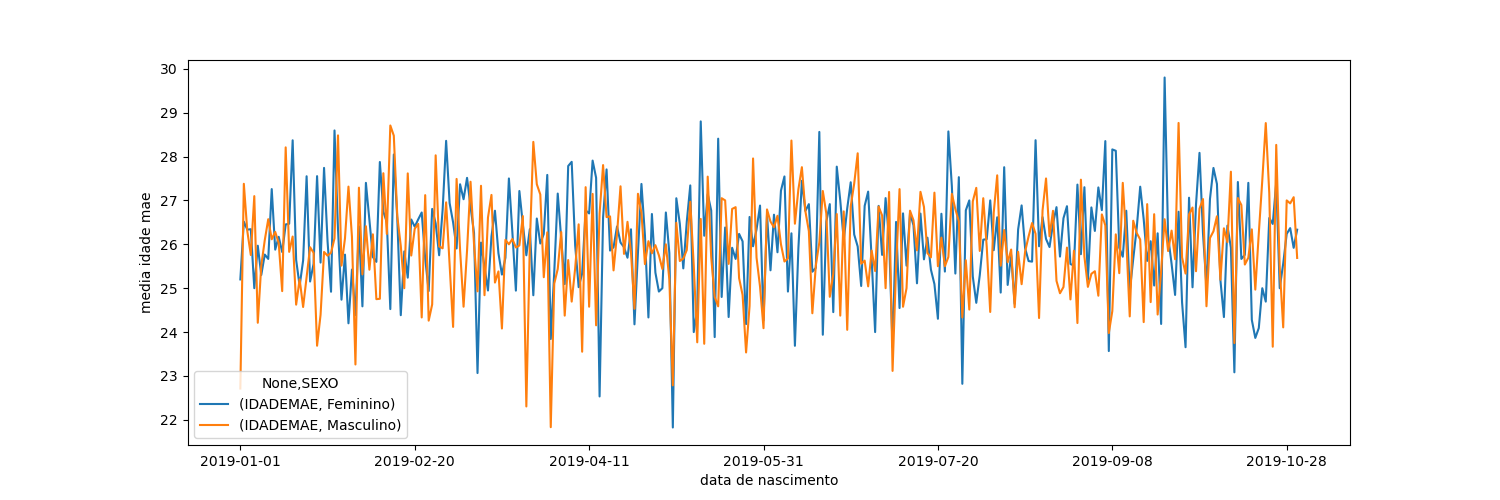 30
29
28
27
26
25
24
23
22
media idade mae
None,SEXO
(IDADEMAE, Feminino)
(IDADEMAE, Masculino)
2019-01-01 2019-02-20 2019-04-11 2019-05-31 2019-07-20 2019-09-08 2019-10-28
data de nascimento